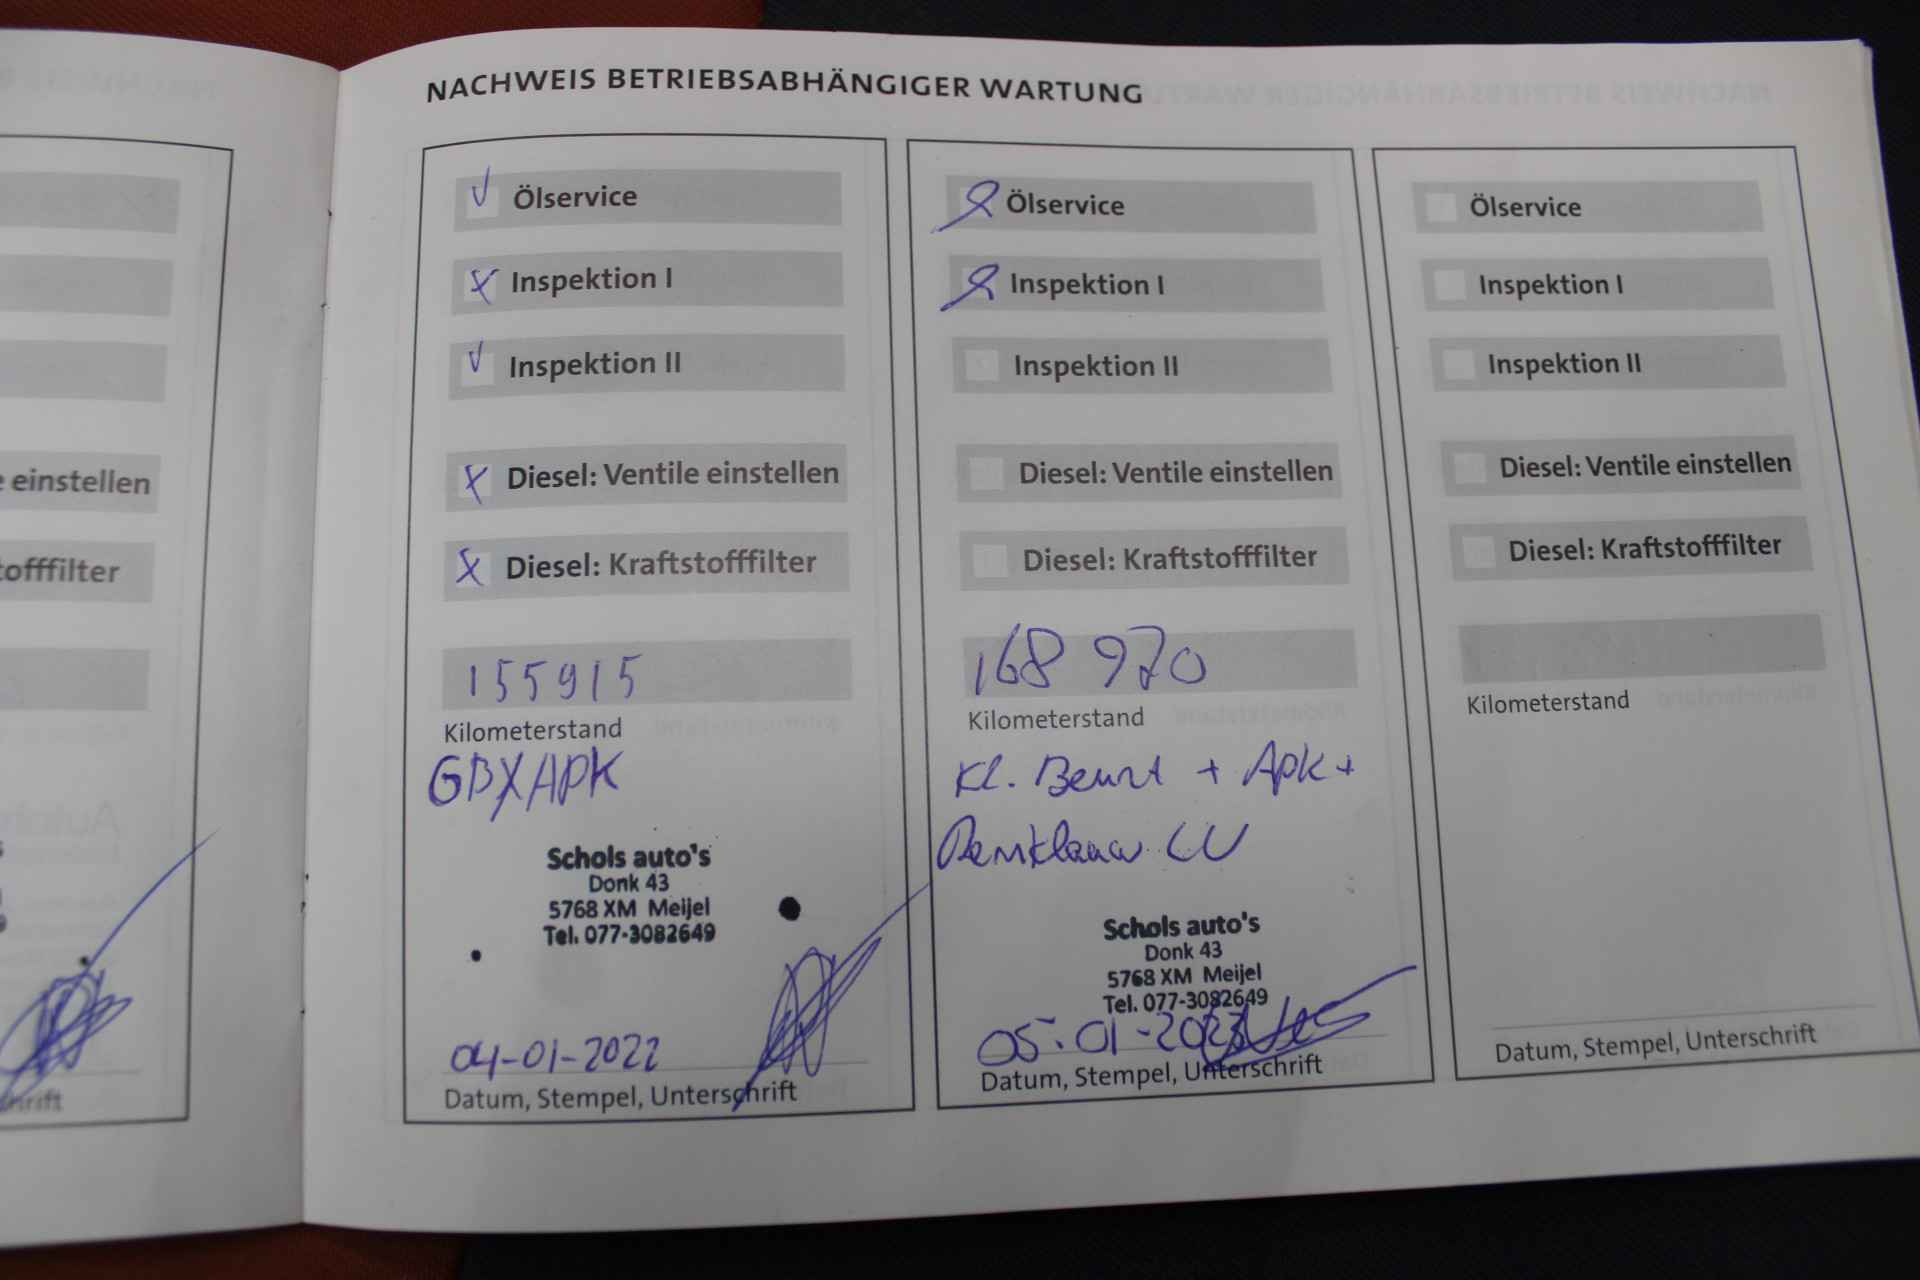 NACHWEIS BETRIEBSABHÄNGIGER WARTUNG
einstellen
offfilter
Ölservice
Inspektion I
Inspektion II
Diesel: Ventile einstellen
Diesel: Kraftstofffilter
155915
Kilometerstand
GBXAPK
Schols auto's
Donk 43
5768 XM Meijel
Tel. 077-3082649
04-01-2022
Datum, Stempel, Unterschrift
Ölservice
Inspektion I
Inspektion II
Diesel: Ventile einstellen
Diesel: Kraftstofffilter
168 970
Kilometerstand
Kl. Beurt + Apk +
Schols auto's
Donk 43
5768 XM Meijel
Tel. 077-3082649
05-01-2023
Datum, Stempel, Unterschrift
Ölservice
Inspektion I
Inspektion II
Diesel: Ventile einstellen
Diesel: Kraftstofffilter
Kilometerstand
Datum, Stempel, Unterschrift